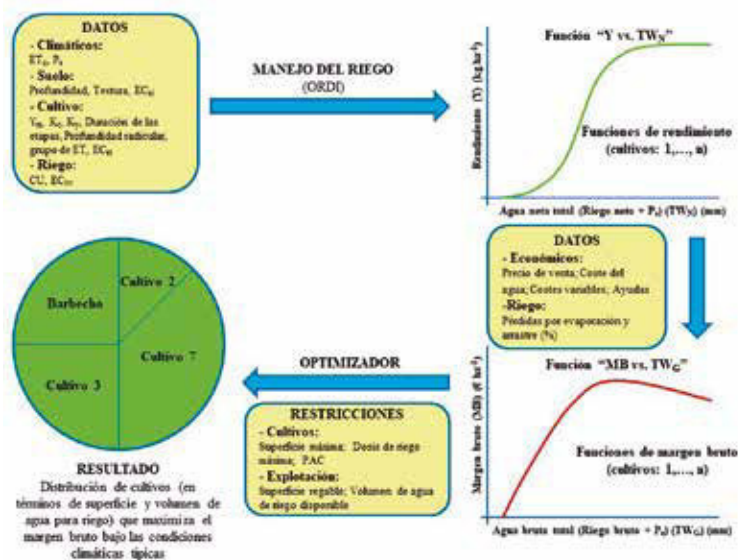 DATOS
- Climáticos:
ET₀, Pₑ
- Suelo:
Profundidad, Textura, EC
- Cultivo:
Kc, Ky, Duración de las
etapas, Profundidad radicular,
grupo de ET, EC
- Riego:
CU, EC
MANEJO DEL RIEGO
(ORDI)
Función “Y vs. TWN”
Rendimiento (Y) (kg ha⁻¹)
Funciones de rendimiento
(cultivos: 1,…, n)
Agua neta total (Riego neto + Pₑ) (TWN) (mm)
DATOS
- Económicos:
Precio de venta; Coste del
agua; Costes variables; Ayudas
- Riego:
Pérdidas por evaporación y
arrastre (%)
Función “MB vs. TWG”
Margen bruto (MB) (€ ha⁻¹)
Funciones de margen bruto
(cultivos: 1,…, n)
Agua bruta total (Riego bruto + Pₑ) (TWG) (mm)
OPTIMIZADOR
RESTRICCIONES
- Cultivos:
Superficie máxima; Dosis de riego
máxima; PAC
- Explotación:
Superficie regable; Volumen de agua
de riego disponible
Barbecho
Cultivo 2
Cultivo 3
Cultivo 7
RESULTADO
Distribución de cultivos (en
términos de superficie y volumen de
agua para riego) que maximiza el
margen bruto bajo las condiciones
climáticas típicas